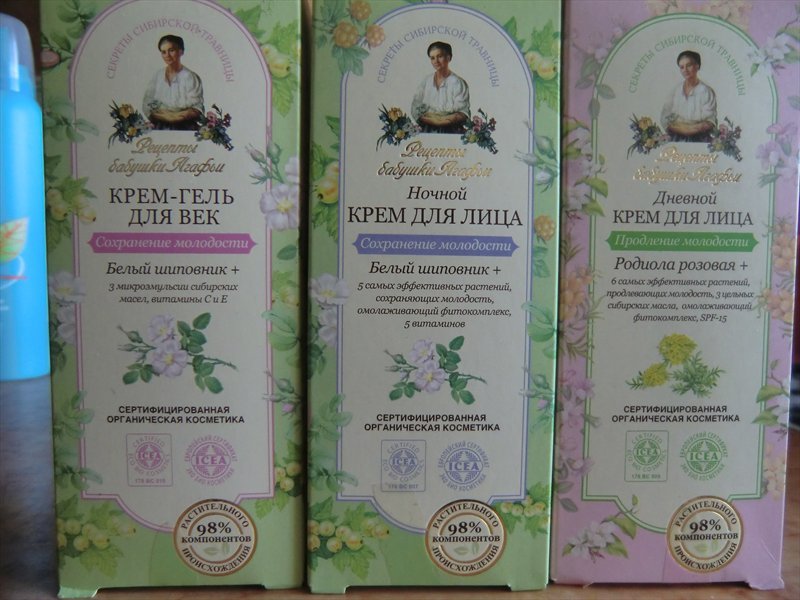 СЕКРЕТЫ СИБИРСКОЙ ТРАВНИЦЫ
Рецепты
бабушки Агафьи
КРЕМ-ГЕЛЬ
ДЛЯ ВЕК
Сохранение молодости
Белый шиповник +
3 микроэмульсии сибирских
масел, витамины С и Е
СЕРТИФИЦИРОВАННАЯ
ОРГАНИЧЕСКАЯ КОСМЕТИКА
ICEA
РАСТИТЕЛЬНОГО
98%
КОМПОНЕНТОВ
ПРОИСХОЖДЕНИЯ
СЕКРЕТЫ СИБИРСКОЙ ТРАВНИЦЫ
Рецепты
бабушки Агафьи
Ночной
КРЕМ ДЛЯ ЛИЦА
Сохранение молодости
Белый шиповник +
5 самых эффективных растений,
сохраняющих молодость,
омолаживающий фитокомплекс,
5 витаминов
СЕРТИФИЦИРОВАННАЯ
ОРГАНИЧЕСКАЯ КОСМЕТИКА
ICEA
РАСТИТЕЛЬНОГО
98%
КОМПОНЕНТОВ
ПРОИСХОЖДЕНИЯ
СЕКРЕТЫ СИБИРСКОЙ ТРАВНИЦЫ
Рецепты
бабушки Агафьи
Дневной
КРЕМ ДЛЯ ЛИЦА
Продление молодости
Родиола розовая +
6 самых эффективных растений,
продлевающих молодость, 3 цельных
сибирских масла, омолаживающий
фитокомплекс, SPF-15
СЕРТИФИЦИРОВАННАЯ
ОРГАНИЧЕСКАЯ КОСМЕТИКА
ICEA
РАСТИТЕЛЬНОГО
98%
КОМПОНЕНТОВ
ПРОИСХОЖДЕНИЯ